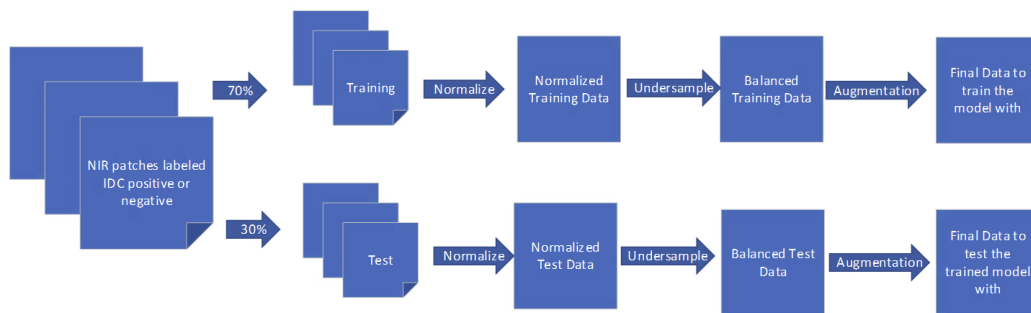 NIR patches labeled
IDC positive or
negative
70%
Training
Normalize
Normalized
Training Data
Undersample
Balanced
Training Data
Augmentation
Final Data to
train the
model with
30%
Test
Normalize
Normalized
Test Data
Undersample
Balanced Test
Data
Augmentation
Final Data to
test the
trained model
with